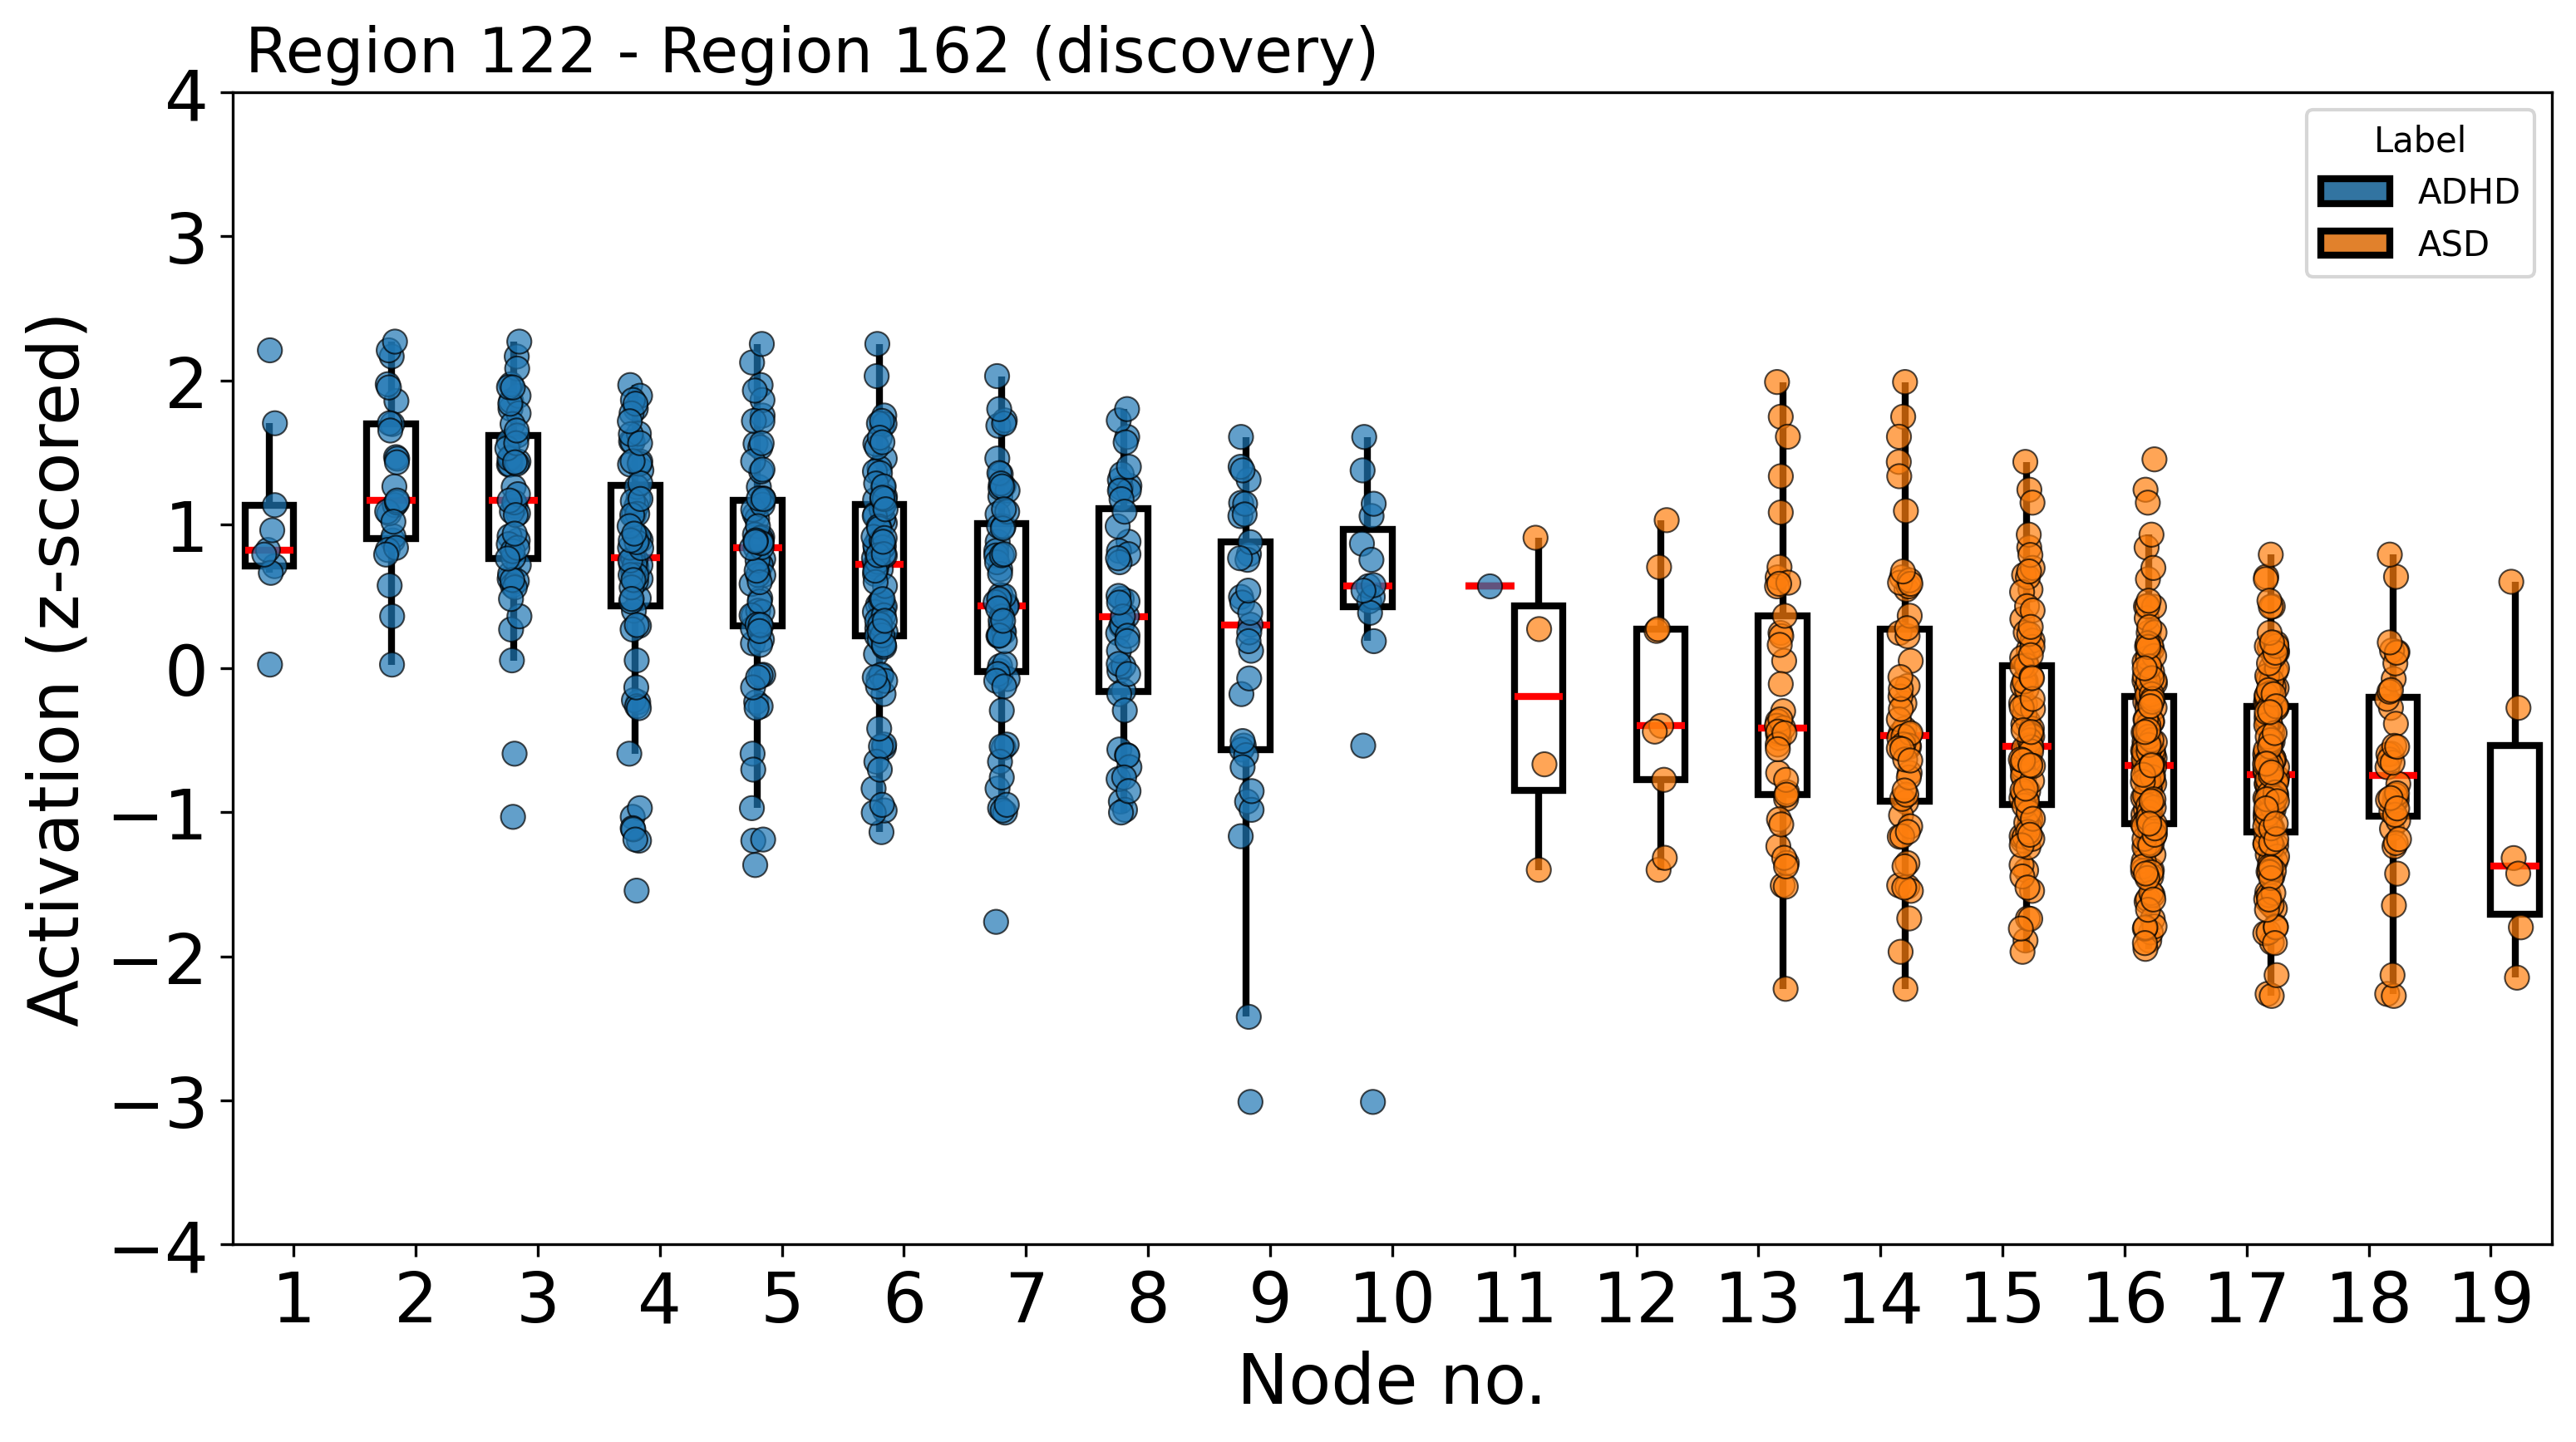 Region 122 - Region 162 (discovery)
Activation (z-scored)
4
3
2
1
0
−1
−2
−3
−4
Label
ADHD
ASD
1 2 3 4 5 6 7 8 9 10 11 12 13 14 15 16 17 18 19
Node no.